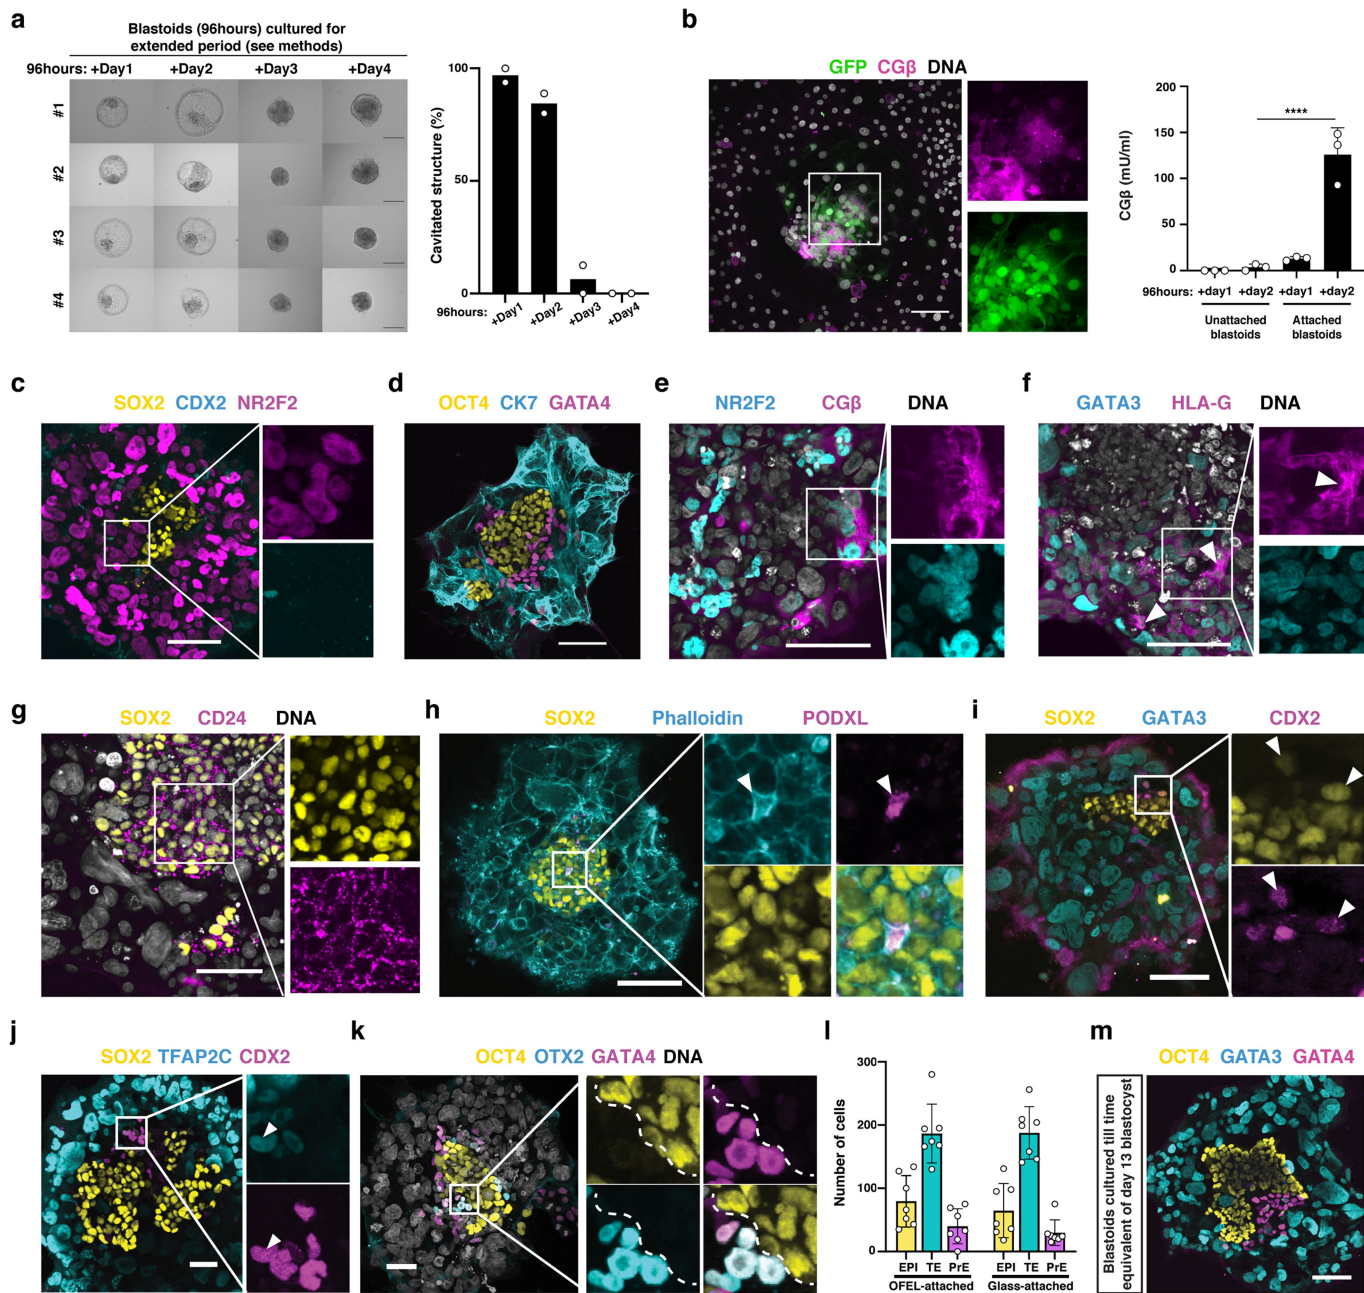 a
Blastoids (96hours) cultured for
extended period (see methods)
96hours: +Day1 +Day2 +Day3 +Day4
#1
#2
#3
#4
Cavitated structure (%)
100
50
0
96hours: +Day1 +Day2 +Day3 +Day4
b
GFP CGβ DNA
CGβ (mU/ml)
200
150
100
50
0
****
96hours: +day1 +day2 +day1 +day2
Unattached Attached
blastoids blastoids
c
SOX2 CDX2 NR2F2
d
OCT4 CK7 GATA4
e
NR2F2 CGβ DNA
f
GATA3 HLA-G DNA
g
SOX2 CD24 DNA
h
SOX2 Phalloidin PODXL
i
SOX2 GATA3 CDX2
j
SOX2 TFAP2C CDX2
k
OCT4 OTX2 GATA4 DNA
l
Number of cells
300
200
100
0
EPI TE PrE EPI TE PrE
OFEL-attached Glass-attached
m
OCT4 GATA3 GATA4
Blastoids cultured till time
equivalent of day 13 blastocyst